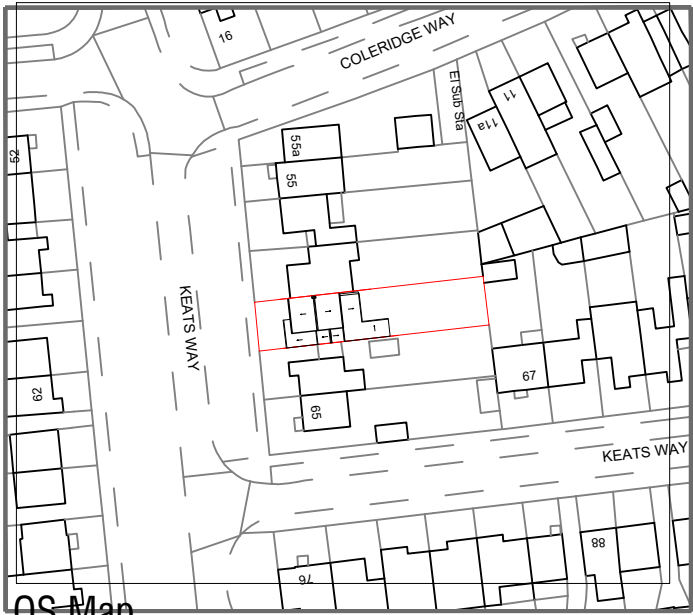 16
COLERIDGE WAY
El Sub Sta
11
11a
55a
55
52
KEATS WAY
62
65
67
KEATS WAY
76
88
OS Map